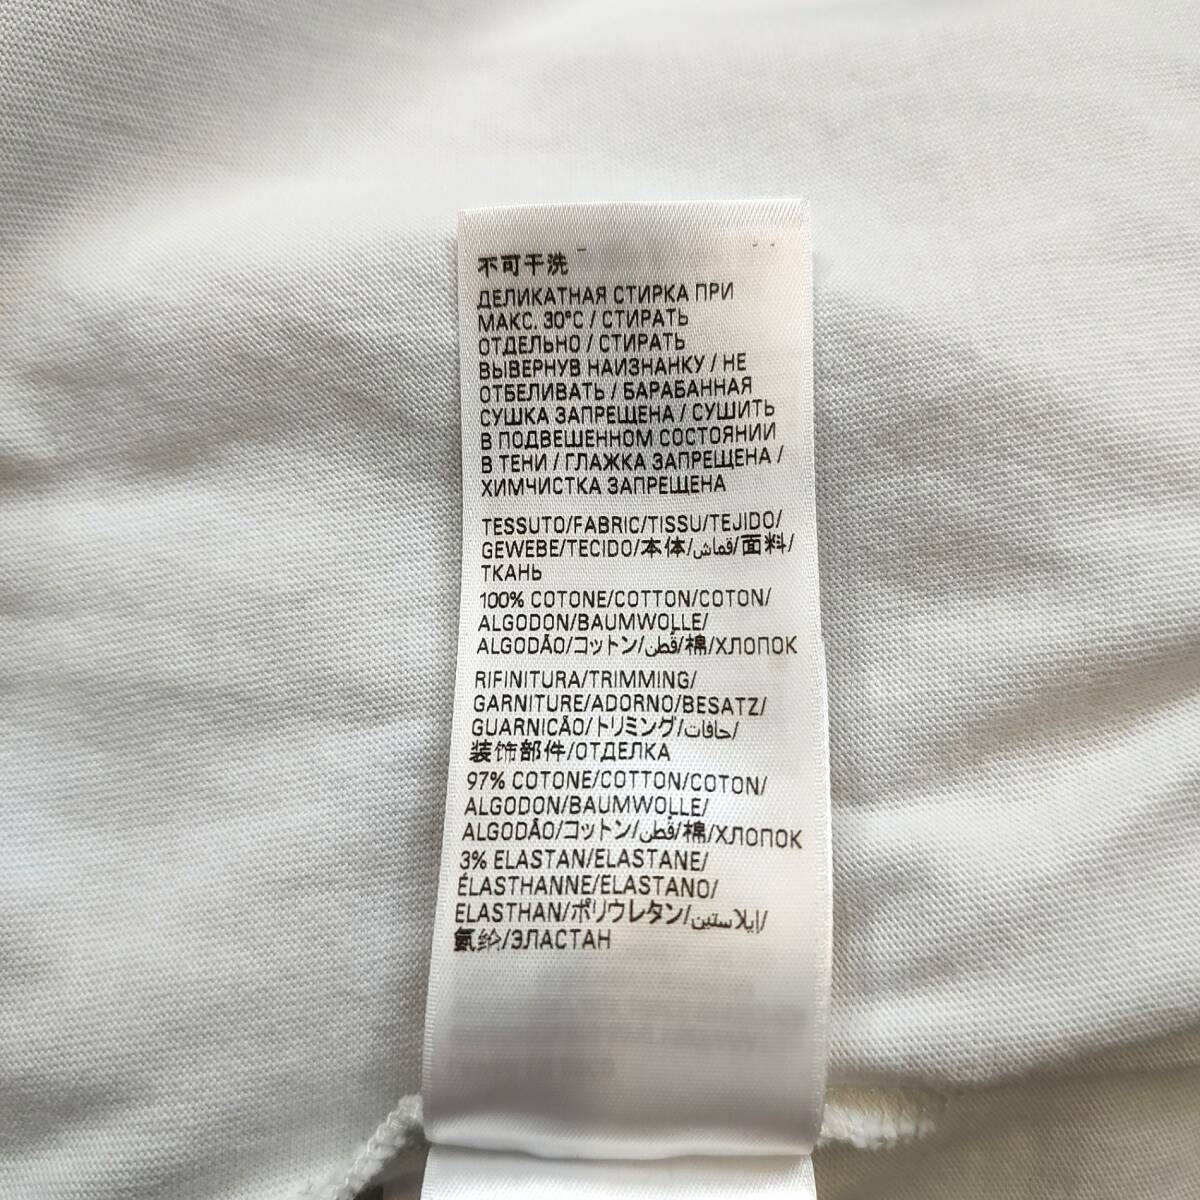 不可干洗
ДЕЛИКАТНАЯ СТИРКА ПРИ
МАКС. 30°C / СТИРАТЬ
ОТДЕЛЬНО / СТИРАТЬ
ВЫВЕРНУВ НАИЗНАНКУ / НЕ
ОТБЕЛИВАТЬ / БАРАБАННАЯ
СУШКА ЗАПРЕЩЕНА / СУШИТЬ
В ПОДВЕШЕННОМ СОСТОЯНИИ
В ТЕНИ / ГЛАЖКА ЗАПРЕЩЕНА /
ХИМЧИСТКА ЗАПРЕЩЕНА
TESSUTO/FABRIC/TISSU/TEJIDO/
GEWEBE/TECIDO/本体/قماش/面料/
ТКАНЬ
100% COTONE/COTTON/COTON/
ALGODON/BAUMWOLLE/
ALGODÃO/コットン/قطن/棉/ХЛОПОК
RIFINITURA/TRIMMING/
GARNITURE/ADORNO/BESATZ/
GUARNICÃO/トリミング/حافات/
装饰部件/ОТДЕЛКА
97% COTONE/COTTON/COTON/
ALGODON/BAUMWOLLE/
ALGODÃO/コットン/قطن/棉/ХЛОПОК
3% ELASTAN/ELASTANE/
ÉLASTHANNE/ELASTANO/
ELASTHAN/ポリウレタン/إيلاستين/
氨纶/ЭЛАСТАН